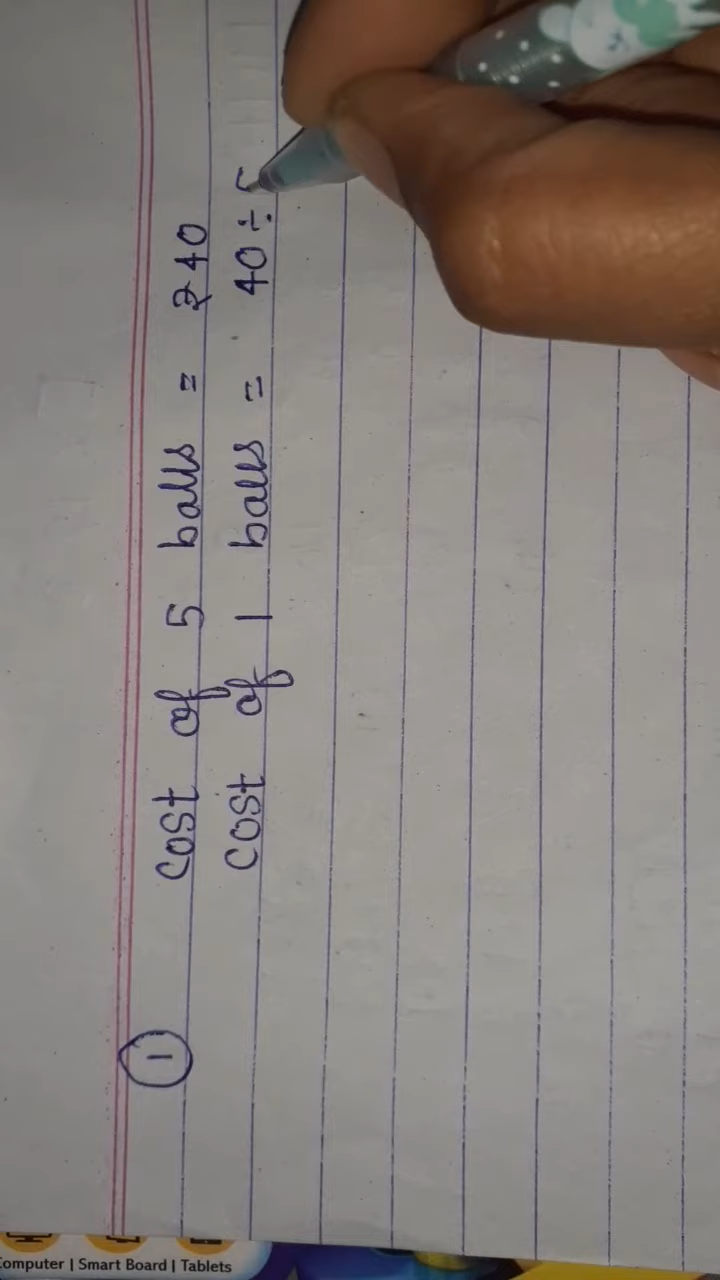 ① cost of 5 balls = ₹40
cost of 1 balls = 40 ÷
Computer | Smart Board | Tablets